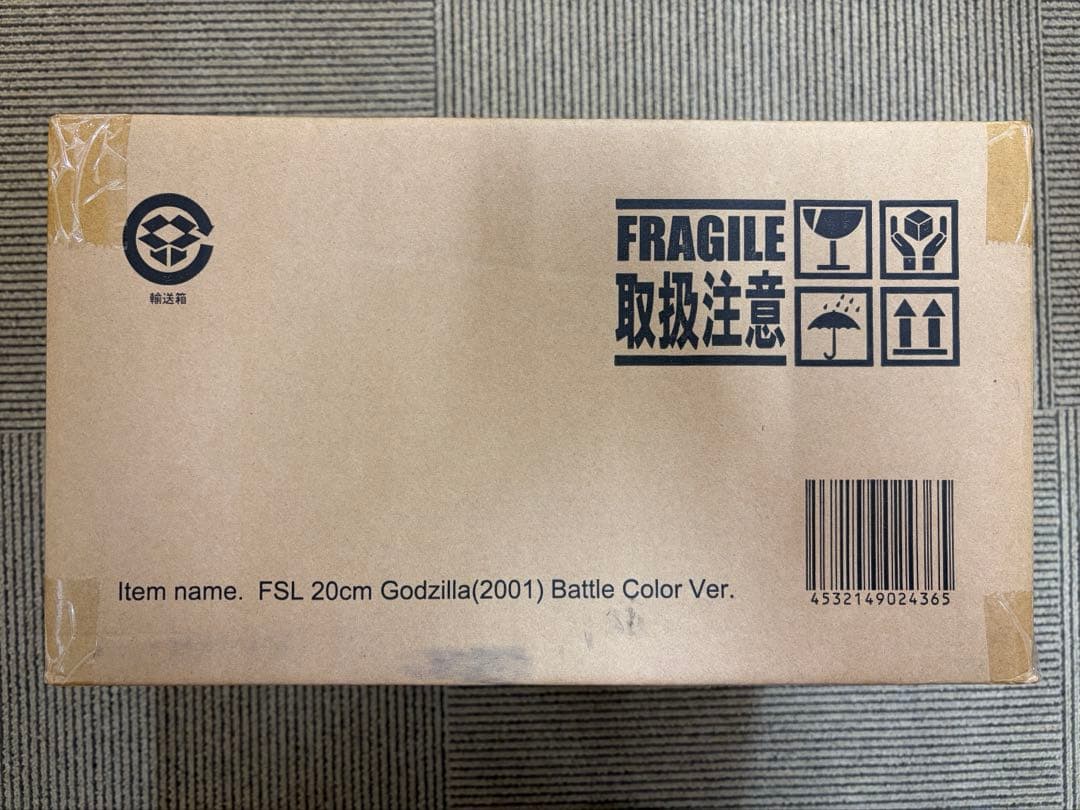 輸送箱
FRAGILE
取扱注意
Item name. FSL 20cm Godzilla(2001) Battle Color Ver.
4532149024365